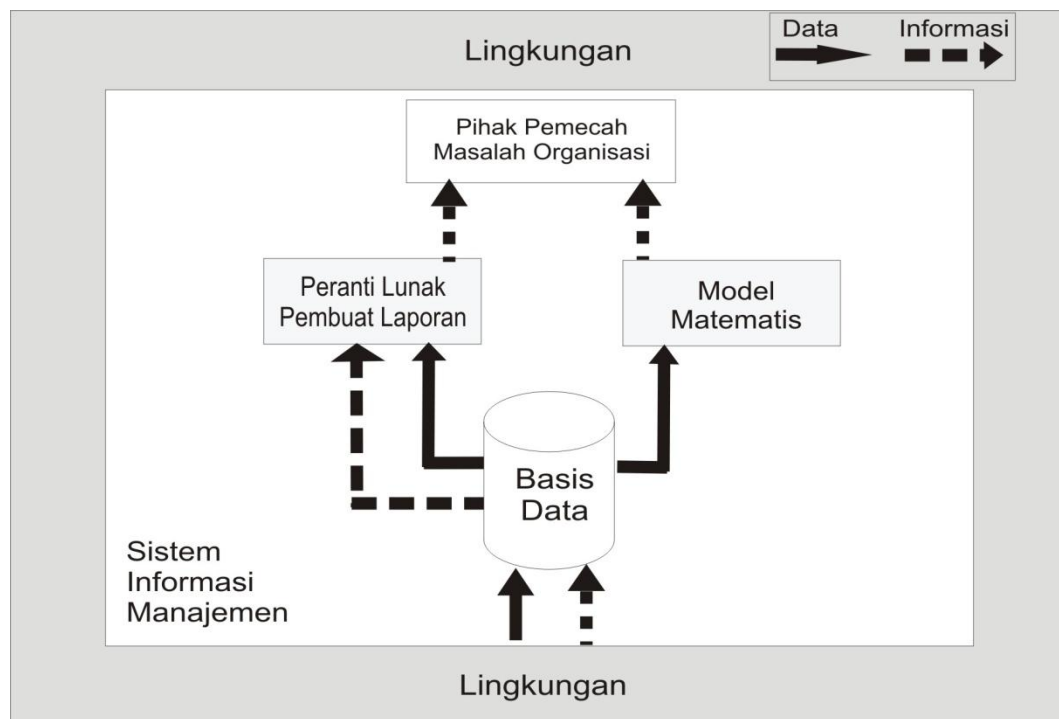 Lingkungan
Data
Informasi
Pihak Pemecah
Masalah Organisasi
Peranti Lunak
Pembuat Laporan
Model
Matematis
Basis
Data
Sistem
Informasi
Manajemen
Lingkungan